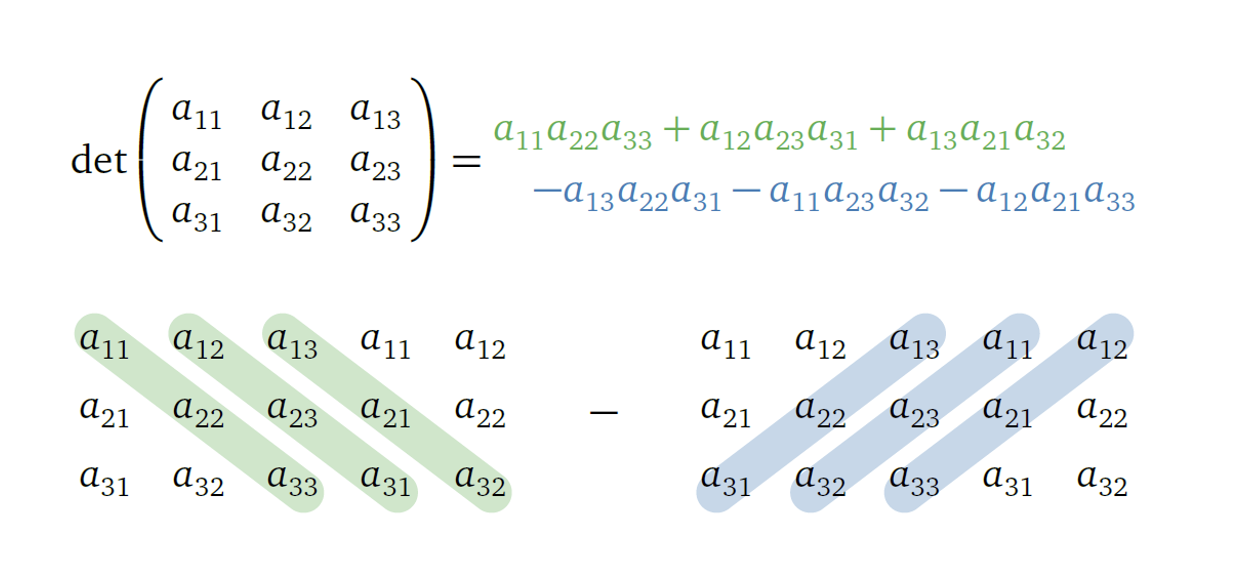 det ( a₁₁ a₁₂ a₁₃ = a₁₁a₂₂a₃₃ + a₁₂a₂₃a₃₁ + a₁₃a₂₁a₃₂
a₂₁ a₂₂ a₂₃
a₃₁ a₃₂ a₃₃ ) −a₁₃a₂₂a₃₁ − a₁₁a₂₃a₃₂ − a₁₂a₂₁a₃₃
a₁₁ a₁₂ a₁₃ a₁₁ a₁₂ a₁₁ a₁₂ a₁₃ a₁₁ a₁₂
a₂₁ a₂₂ a₂₃ a₂₁ a₂₂ − a₂₁ a₂₂ a₂₃ a₂₁ a₂₂
a₃₁ a₃₂ a₃₃ a₃₁ a₃₂ a₃₁ a₃₂ a₃₃ a₃₁ a₃₂